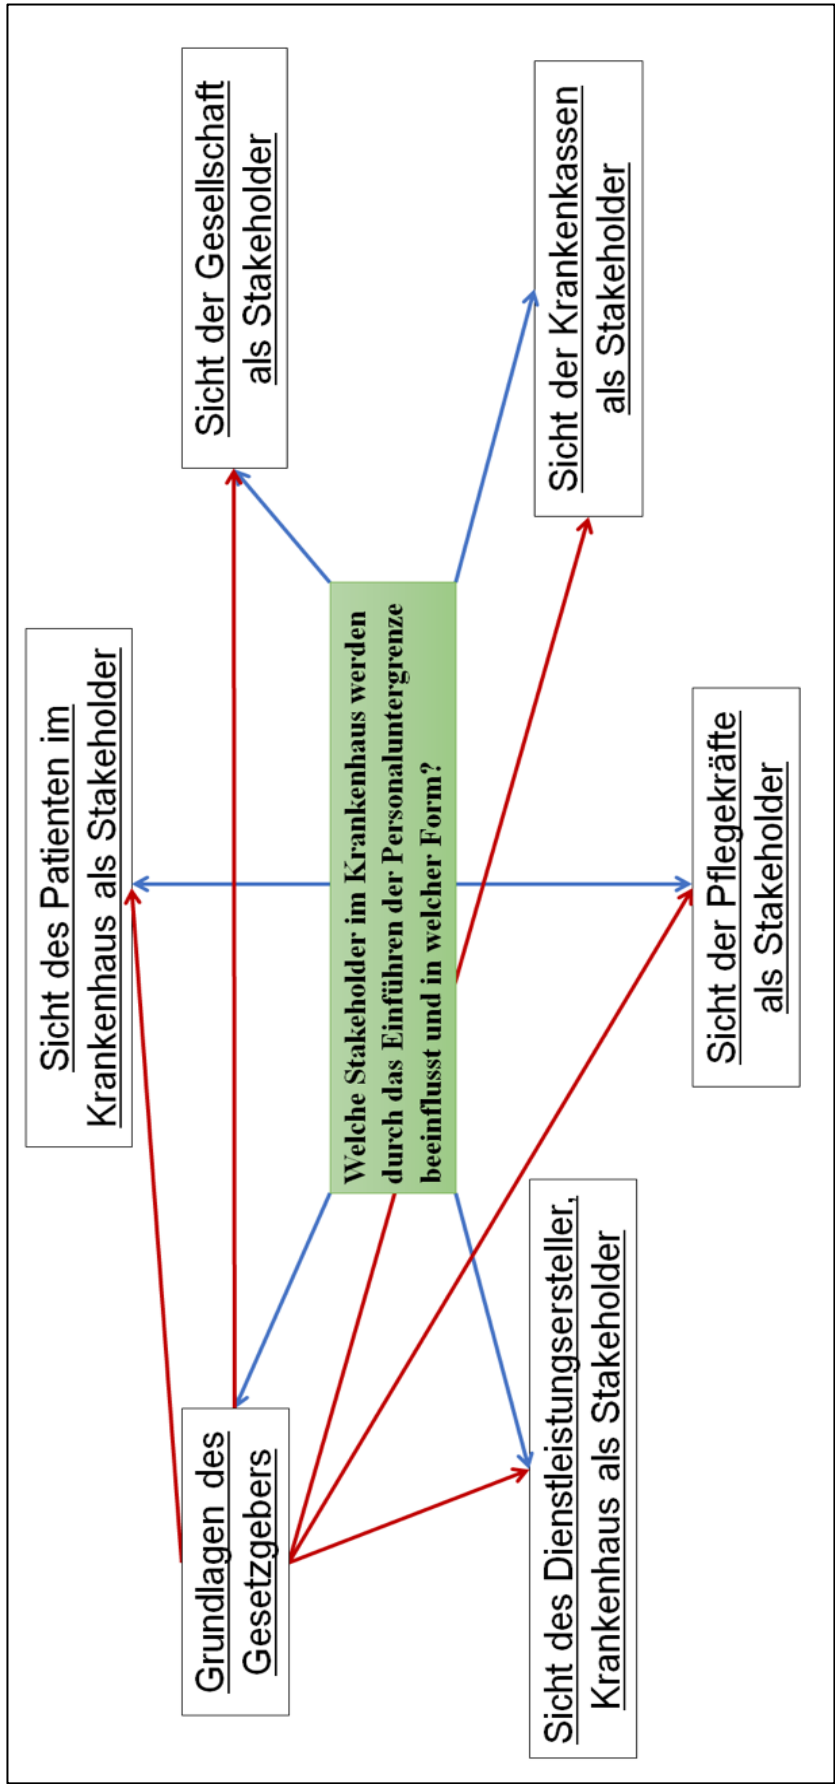 Sicht des Patienten im
Krankenhaus als Stakeholder
Grundlagen des
Gesetzgebers
Sicht der Gesellschaft
als Stakeholder
Welche Stakeholder im Krankenhaus werden
durch das Einführen der Personaluntergrenze
beeinflusst und in welcher Form?
Sicht des Dienstleistungsersteller,
Krankenhaus als Stakeholder
Sicht der Krankenkassen
als Stakeholder
Sicht der Pflegekräfte
als Stakeholder